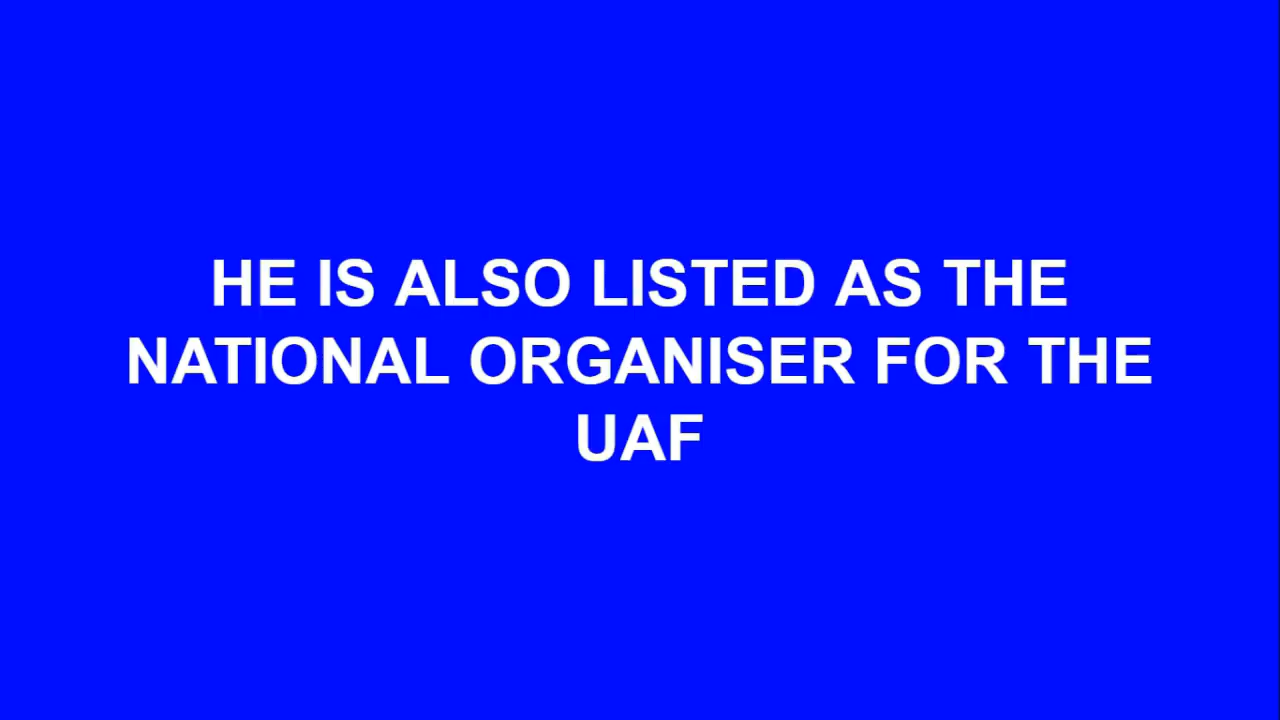 HE IS ALSO LISTED AS THE
NATIONAL ORGANISER FOR THE
UAF